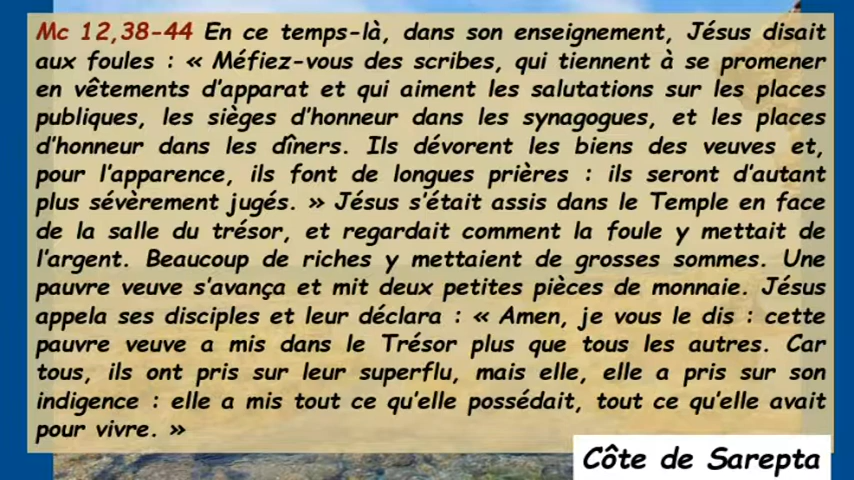 Mc 12,38-44 En ce temps-là, dans son enseignement, Jésus disait
aux foules : « Méfiez-vous des scribes, qui tiennent à se promener
en vêtements d'apparat et qui aiment les salutations sur les places
publiques, les sièges d'honneur dans les synagogues, et les places
d'honneur dans les dîners. Ils dévorent les biens des veuves et,
pour l'apparence, ils font de longues prières : ils seront d'autant
plus sévèrement jugés. » Jésus s'était assis dans le Temple en face
de la salle du trésor, et regardait comment la foule y mettait de
l'argent. Beaucoup de riches y mettaient de grosses sommes. Une
pauvre veuve s'avança et mit deux petites pièces de monnaie. Jésus
appela ses disciples et leur déclara : « Amen, je vous le dis : cette
pauvre veuve a mis dans le Trésor plus que tous les autres. Car
tous, ils ont pris sur leur superflu, mais elle, elle a pris sur son
indigence : elle a mis tout ce qu'elle possédait, tout ce qu'elle avait
pour vivre. »
Côte de Sarepta